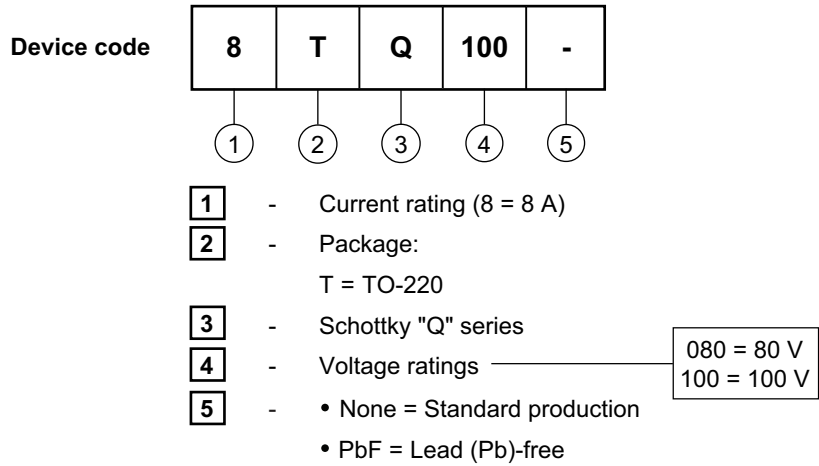 Device code 8 T Q 100 -
1 2 3 4 5
1 - Current rating (8 = 8 A)
2 - Package:
T = TO-220
3 - Schottky "Q" series
4 - Voltage ratings
080 = 80 V
100 = 100 V
5 - • None = Standard production
• PbF = Lead (Pb)-free